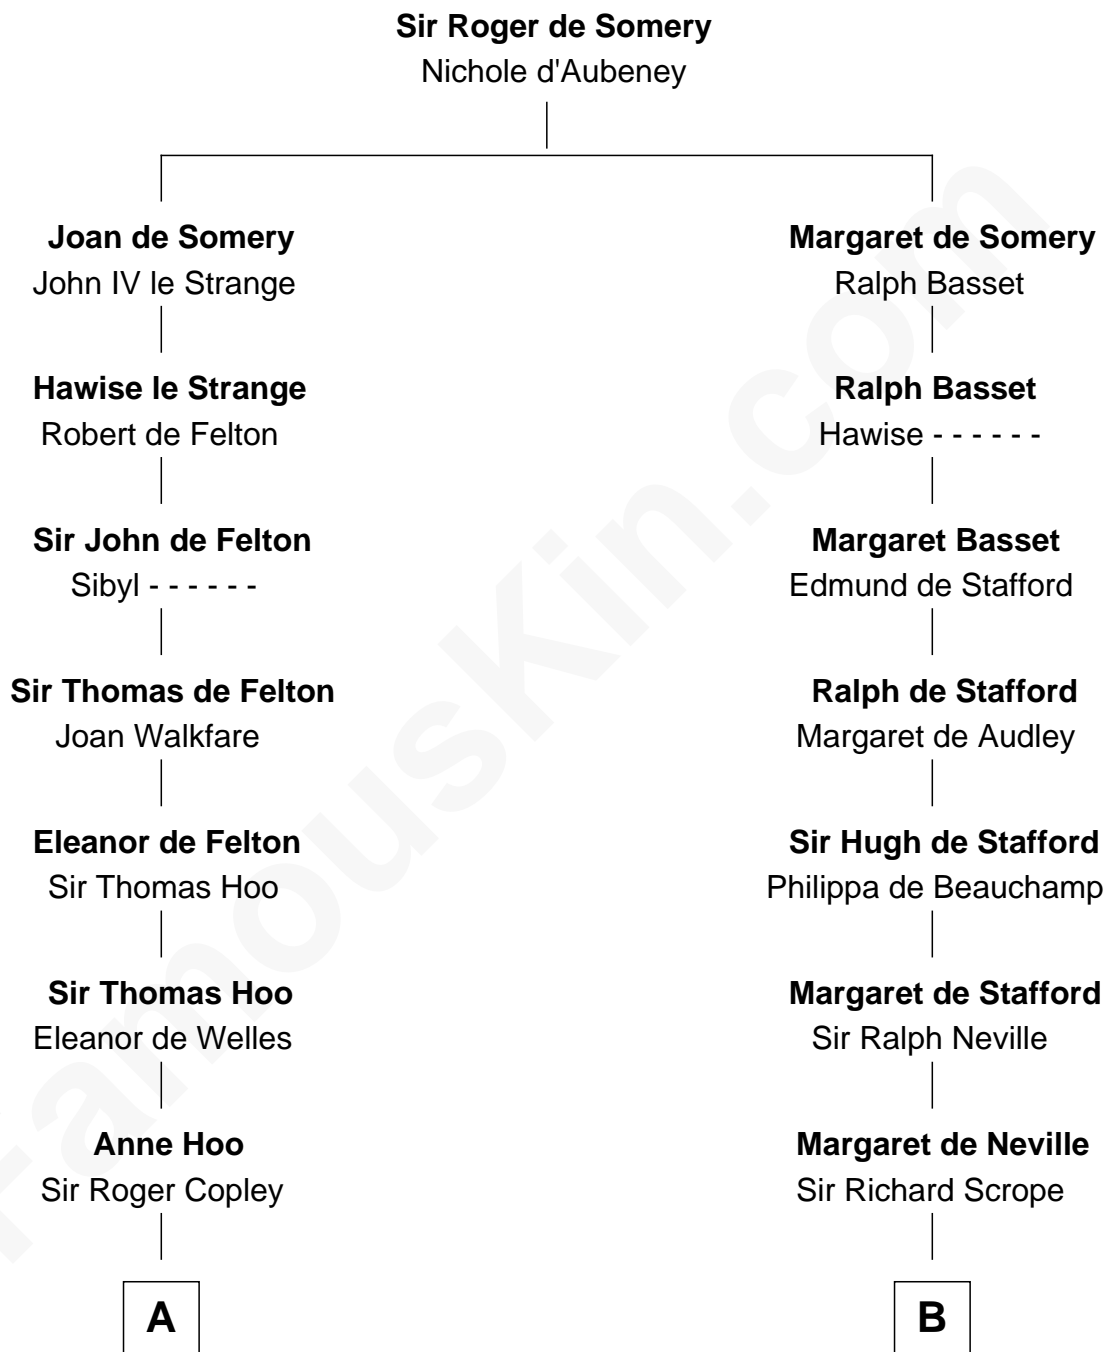 Sir Roger de Somery
Nichole d'Aubeney
Joan de Somery
John IV le Strange
Margaret de Somery
Ralph Basset
Hawise le Strange
Robert de Felton
Ralph Basset
Hawise - - - - - -
Sir John de Felton
Sibyl - - - - - -
Margaret Basset
Edmund de Stafford
Sir Thomas de Felton
Joan Walkfare
Ralph de Stafford
Margaret de Audley
Eleanor de Felton
Sir Thomas Hoo
Sir Hugh de Stafford
Philippa de Beauchamp
Sir Thomas Hoo
Eleanor de Welles
Margaret de Stafford
Sir Ralph Neville
Anne Hoo
Sir Roger Copley
Margaret de Neville
Sir Richard Scrope
A
B
FamousKin.com